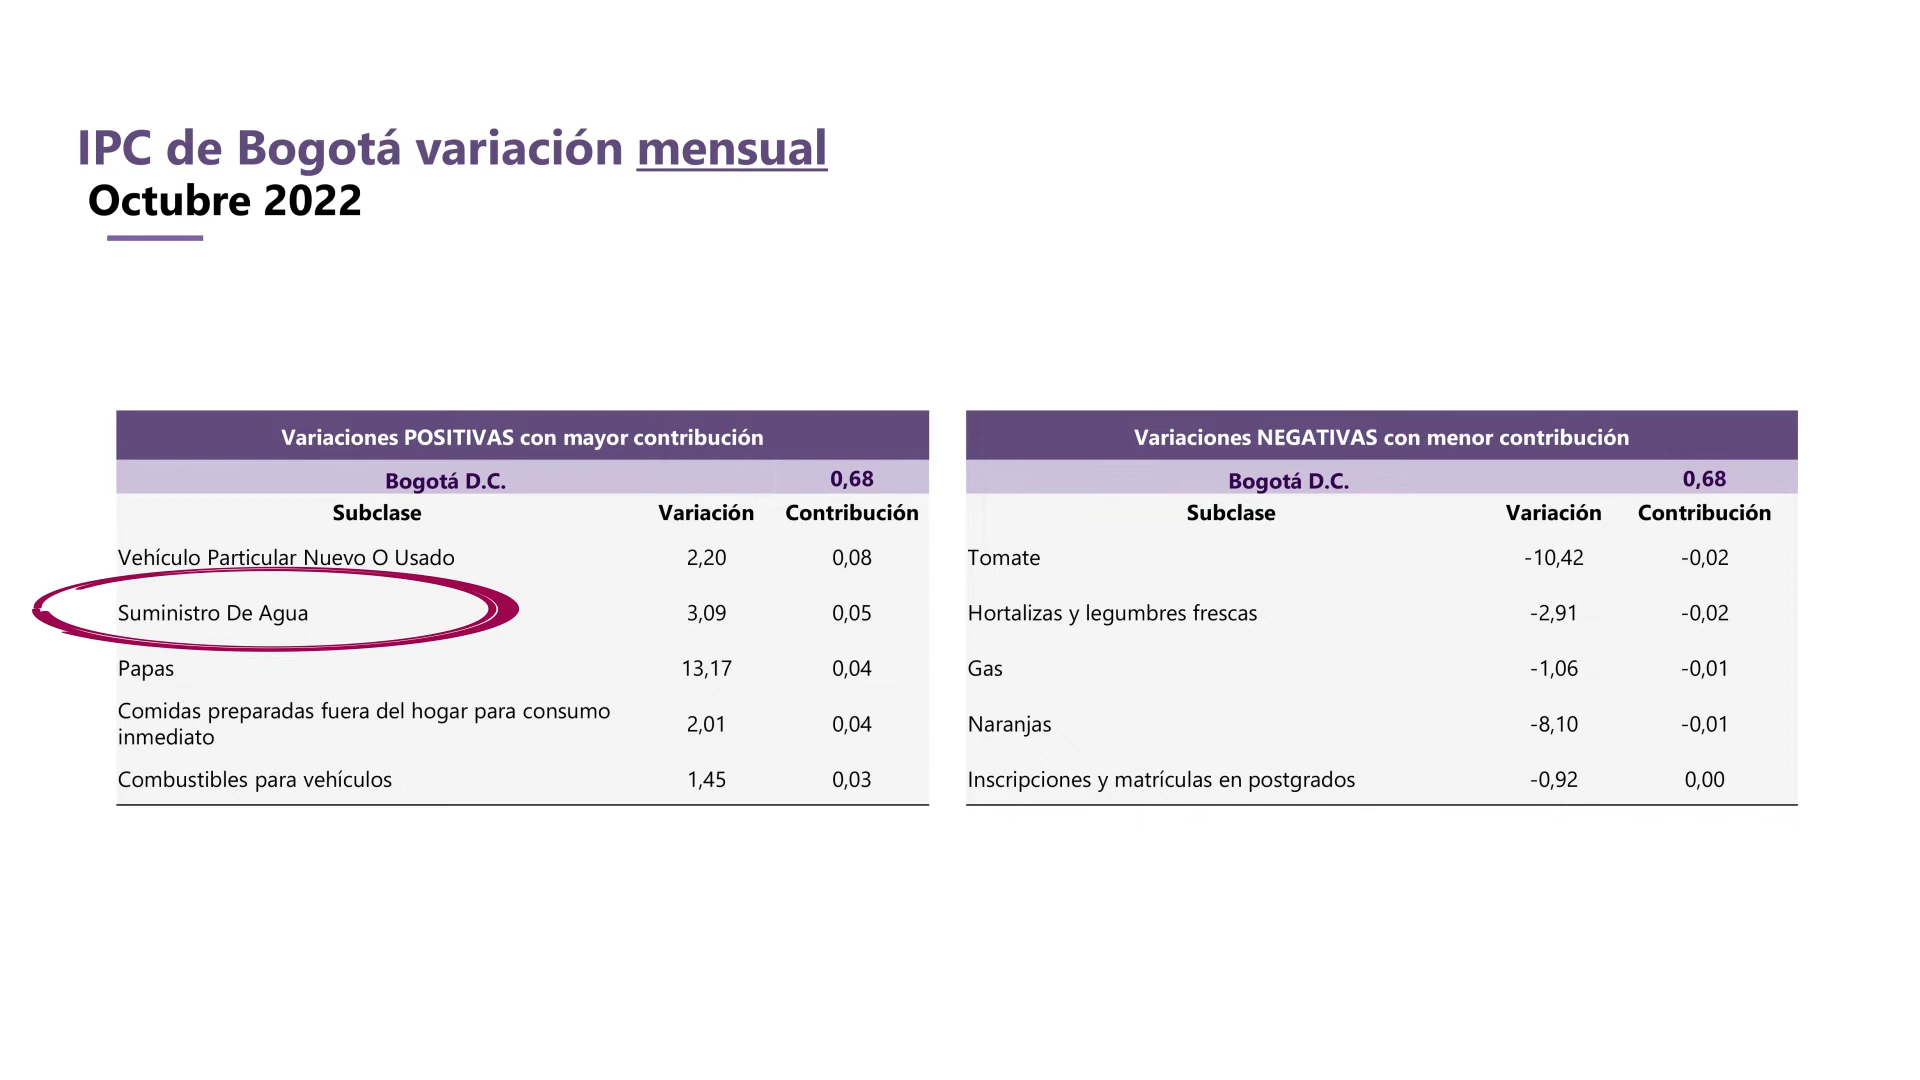 IPC de Bogotá variación mensual
Octubre 2022
Variaciones POSITIVAS con mayor contribución
Bogotá D.C. 0,68
Subclase Variación Contribución
Vehículo Particular Nuevo O Usado 2,20 0,08
Suministro De Agua 3,09 0,05
Papas 13,17 0,04
Comidas preparadas fuera del hogar para consumo
inmediato 2,01 0,04
Combustibles para vehículos 1,45 0,03
Variaciones NEGATIVAS con menor contribución
Bogotá D.C. 0,68
Subclase Variación Contribución
Tomate -10,42 -0,02
Hortalizas y legumbres frescas -2,91 -0,02
Gas -1,06 -0,01
Naranjas -8,10 -0,01
Inscripciones y matrículas en postgrados -0,92 0,00